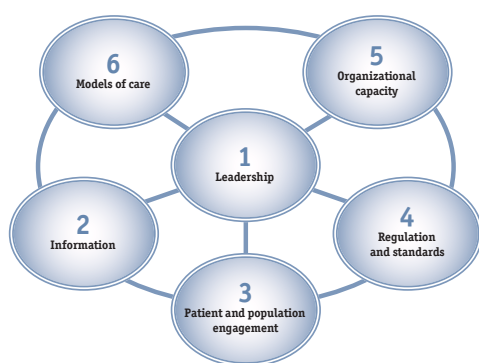 6
Models of care
5
Organizational
capacity
1
Leadership
2
Information
4
Regulation
and standards
3
Patient and population
engagement